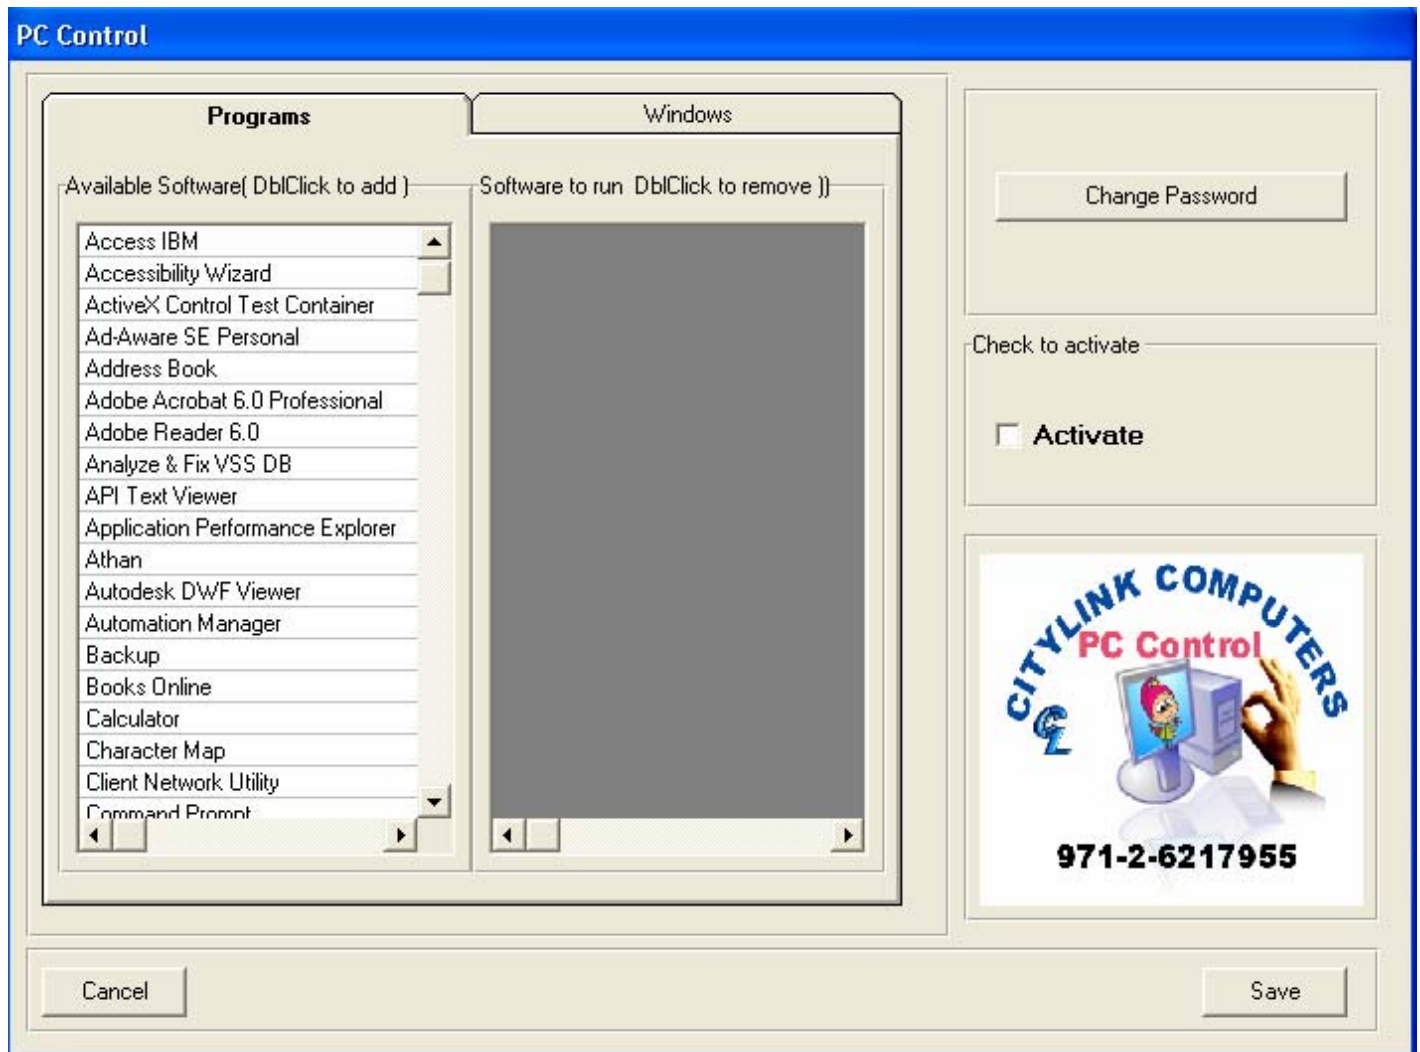 PC Control
Programs
Windows
Available Software( DblClick to add )
Software to run  DblClick to remove ))
Access IBM
Accessibility Wizard
ActiveX Control Test Container
Ad-Aware SE Personal
Address Book
Adobe Acrobat 6.0 Professional
Adobe Reader 6.0
Analyze & Fix VSS DB
API Text Viewer
Application Performance Explorer
Athan
Autodesk DWF Viewer
Automation Manager
Backup
Books Online
Calculator
Character Map
Client Network Utility
Command Prompt
Change Password
Check to activate
Activate
CITYLINK COMPUTERS
PC Control
CL
971-2-6217955
Cancel
Save